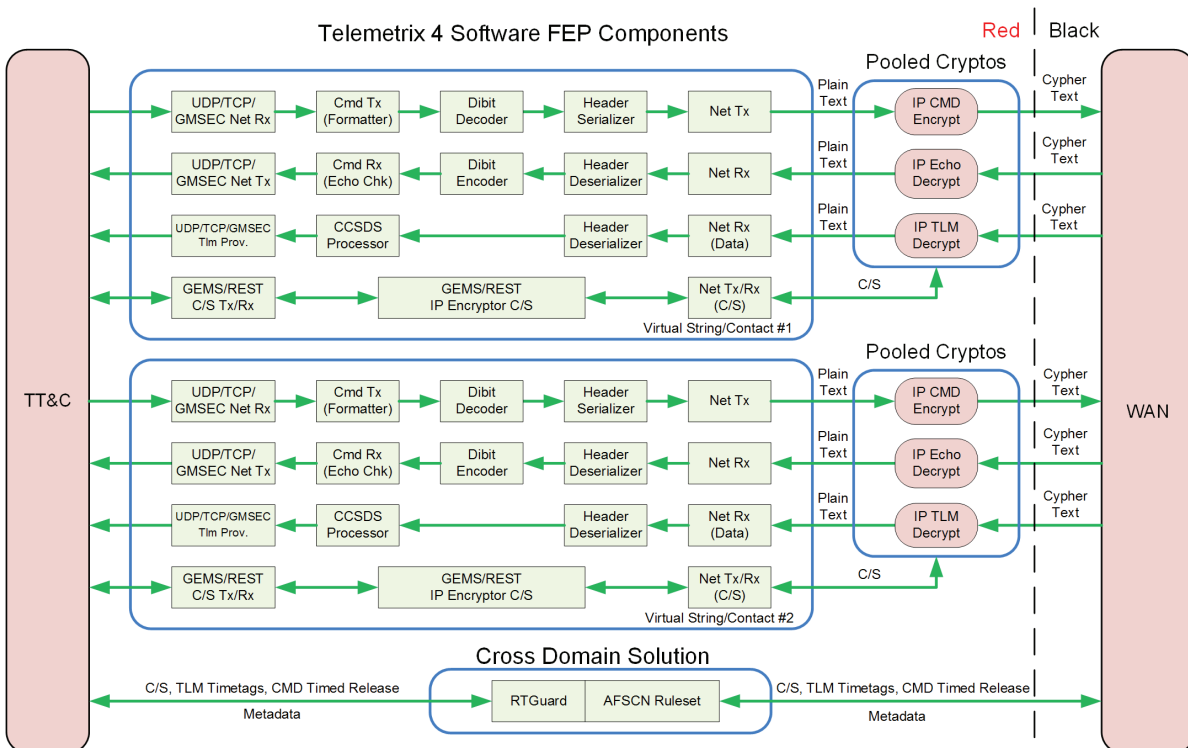 Telemetrix 4 Software FEP Components
Red
Black
Pooled Cryptos
TT&C
WAN
UDP/TCP/
GMSEC Net Rx
Cmd Tx
(Formatter)
Dibit
Decoder
Header
Serializer
Net Tx
Plain
Text
IP CMD
Encrypt
Cypher
Text
UDP/TCP/
GMSEC Net Tx
Cmd Rx
(Echo Chk)
Dibit
Encoder
Header
Deserializer
Net Rx
Plain
Text
IP Echo
Decrypt
Cypher
Text
UDP/TCP/GMSEC
Tlm Prov.
CCSDS
Processor
Header
Deserializer
Net Rx
(Data)
Plain
Text
IP TLM
Decrypt
Cypher
Text
GEMS/REST
C/S Tx/Rx
GEMS/REST
IP Encryptor C/S
Net Tx/Rx
(C/S)
C/S
Virtual String/Contact #1
Pooled Cryptos
UDP/TCP/
GMSEC Net Rx
Cmd Tx
(Formatter)
Dibit
Decoder
Header
Serializer
Net Tx
Plain
Text
IP CMD
Encrypt
Cypher
Text
UDP/TCP/
GMSEC Net Tx
Cmd Rx
(Echo Chk)
Dibit
Encoder
Header
Deserializer
Net Rx
Plain
Text
IP Echo
Decrypt
Cypher
Text
UDP/TCP/GMSEC
Tlm Prov.
CCSDS
Processor
Header
Deserializer
Net Rx
(Data)
Plain
Text
IP TLM
Decrypt
Cypher
Text
GEMS/REST
C/S Tx/Rx
GEMS/REST
IP Encryptor C/S
Net Tx/Rx
(C/S)
C/S
Virtual String/Contact #2
Cross Domain Solution
C/S, TLM Timetags, CMD Timed Release
Metadata
RTGuard
AFSCN Ruleset
C/S, TLM Timetags, CMD Timed Release
Metadata